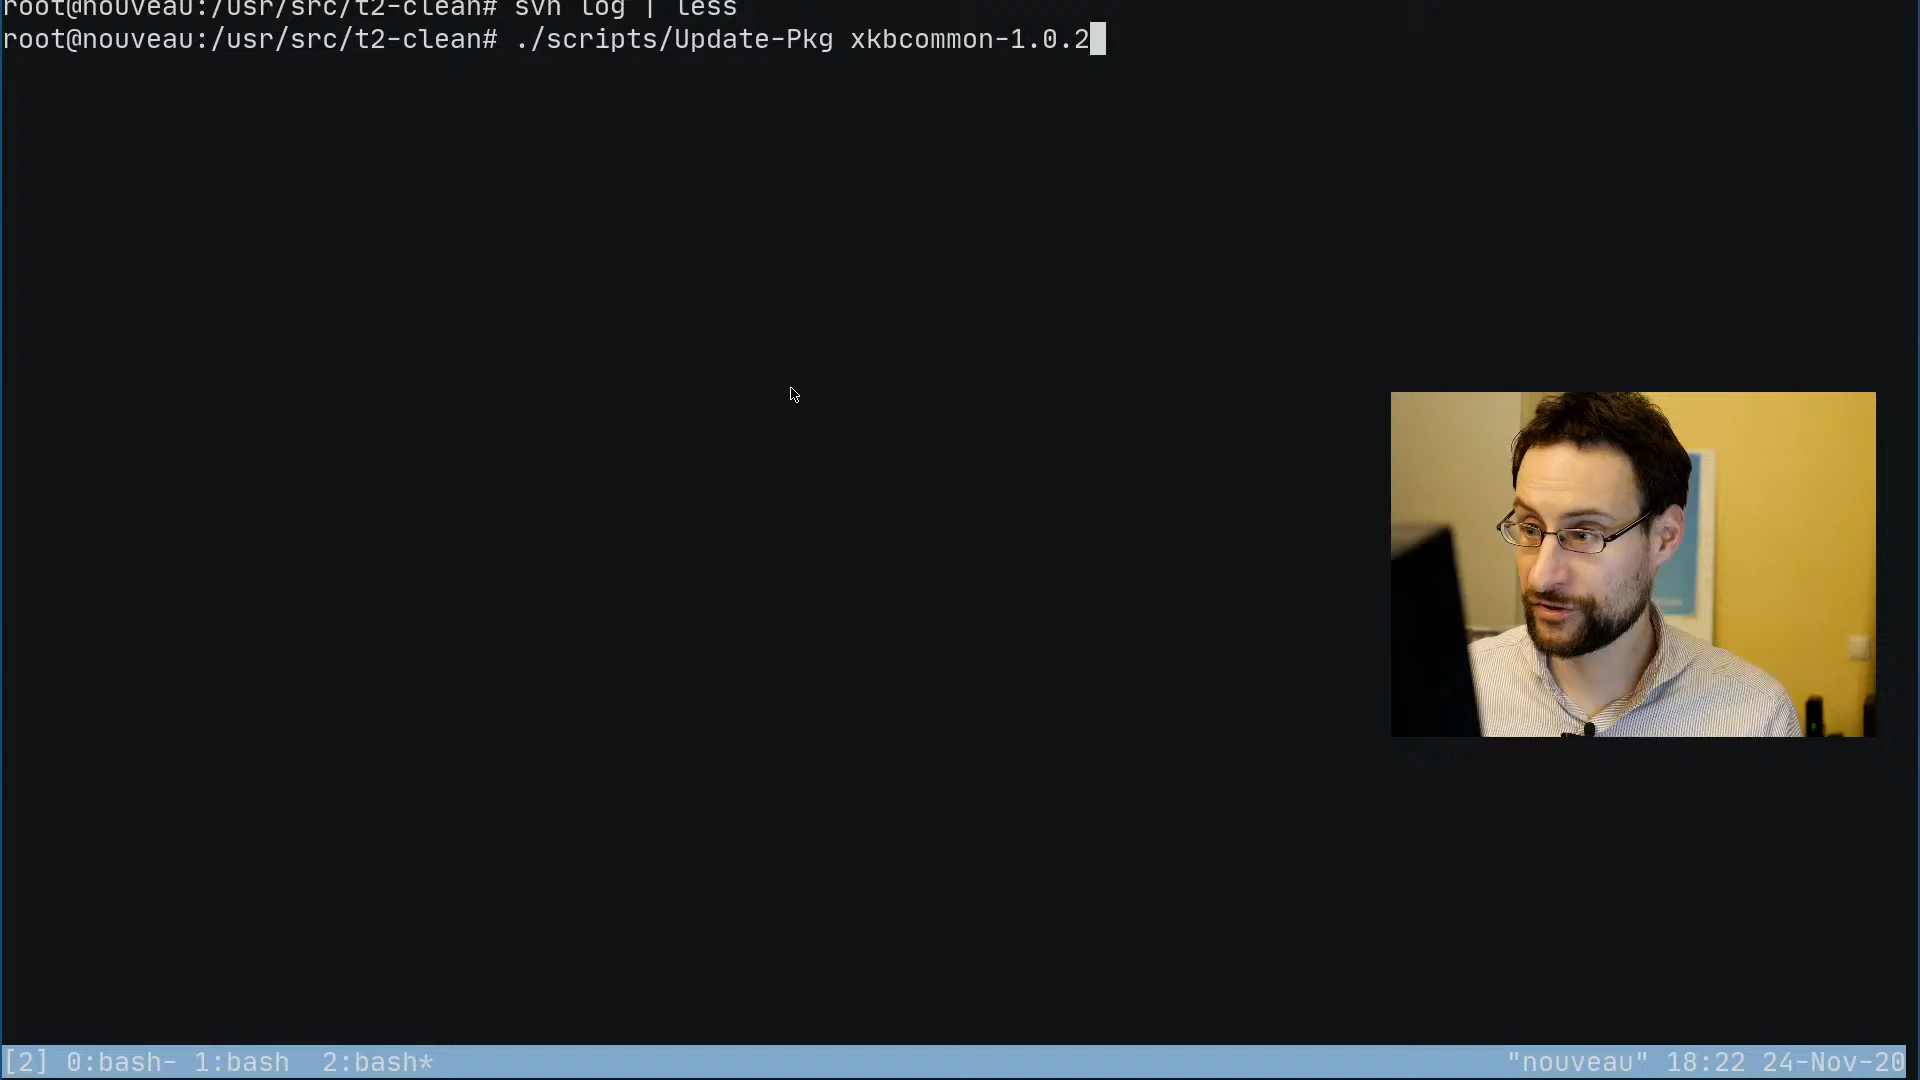 root@nouveau:/usr/src/t2-clean# svn log | less
root@nouveau:/usr/src/t2-clean# ./scripts/Update-Pkg xkbcommon-1.0.2
[2] 0:bash- 1:bash  2:bash* "nouveau" 18:22 24-Nov-20